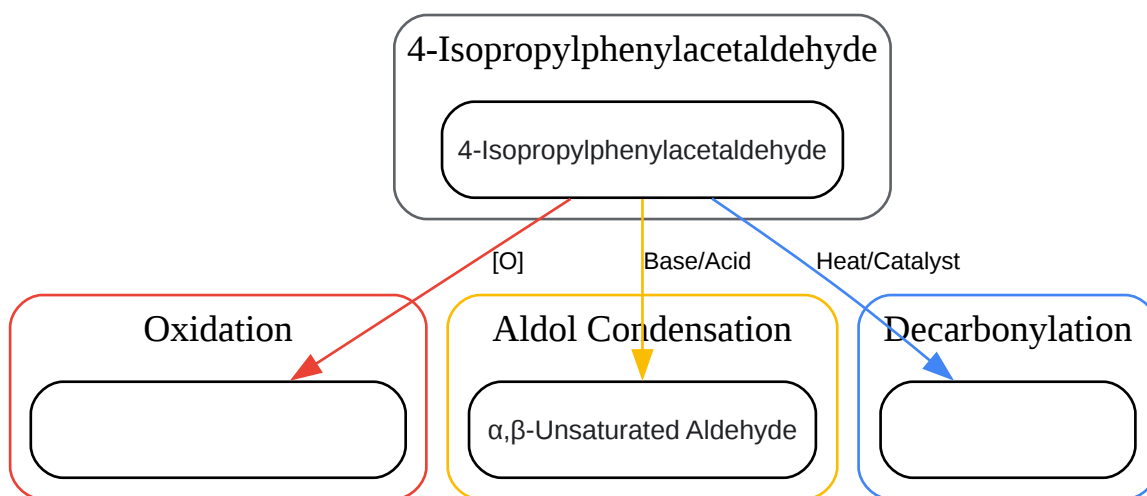 4-Isopropylphenylacetaldehyde
4-Isopropylphenylacetaldehyde
[O]
Base/Acid
Heat/Catalyst
Oxidation
Aldol Condensation
Decarbonylation
α,β-Unsaturated Aldehyde